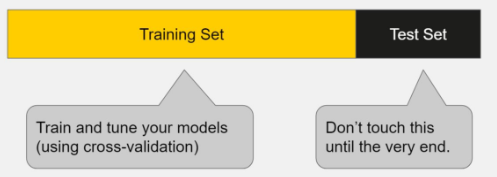 Training Set
Test Set
Train and tune your models
(using cross-validation)
Don't touch this
until the very end.